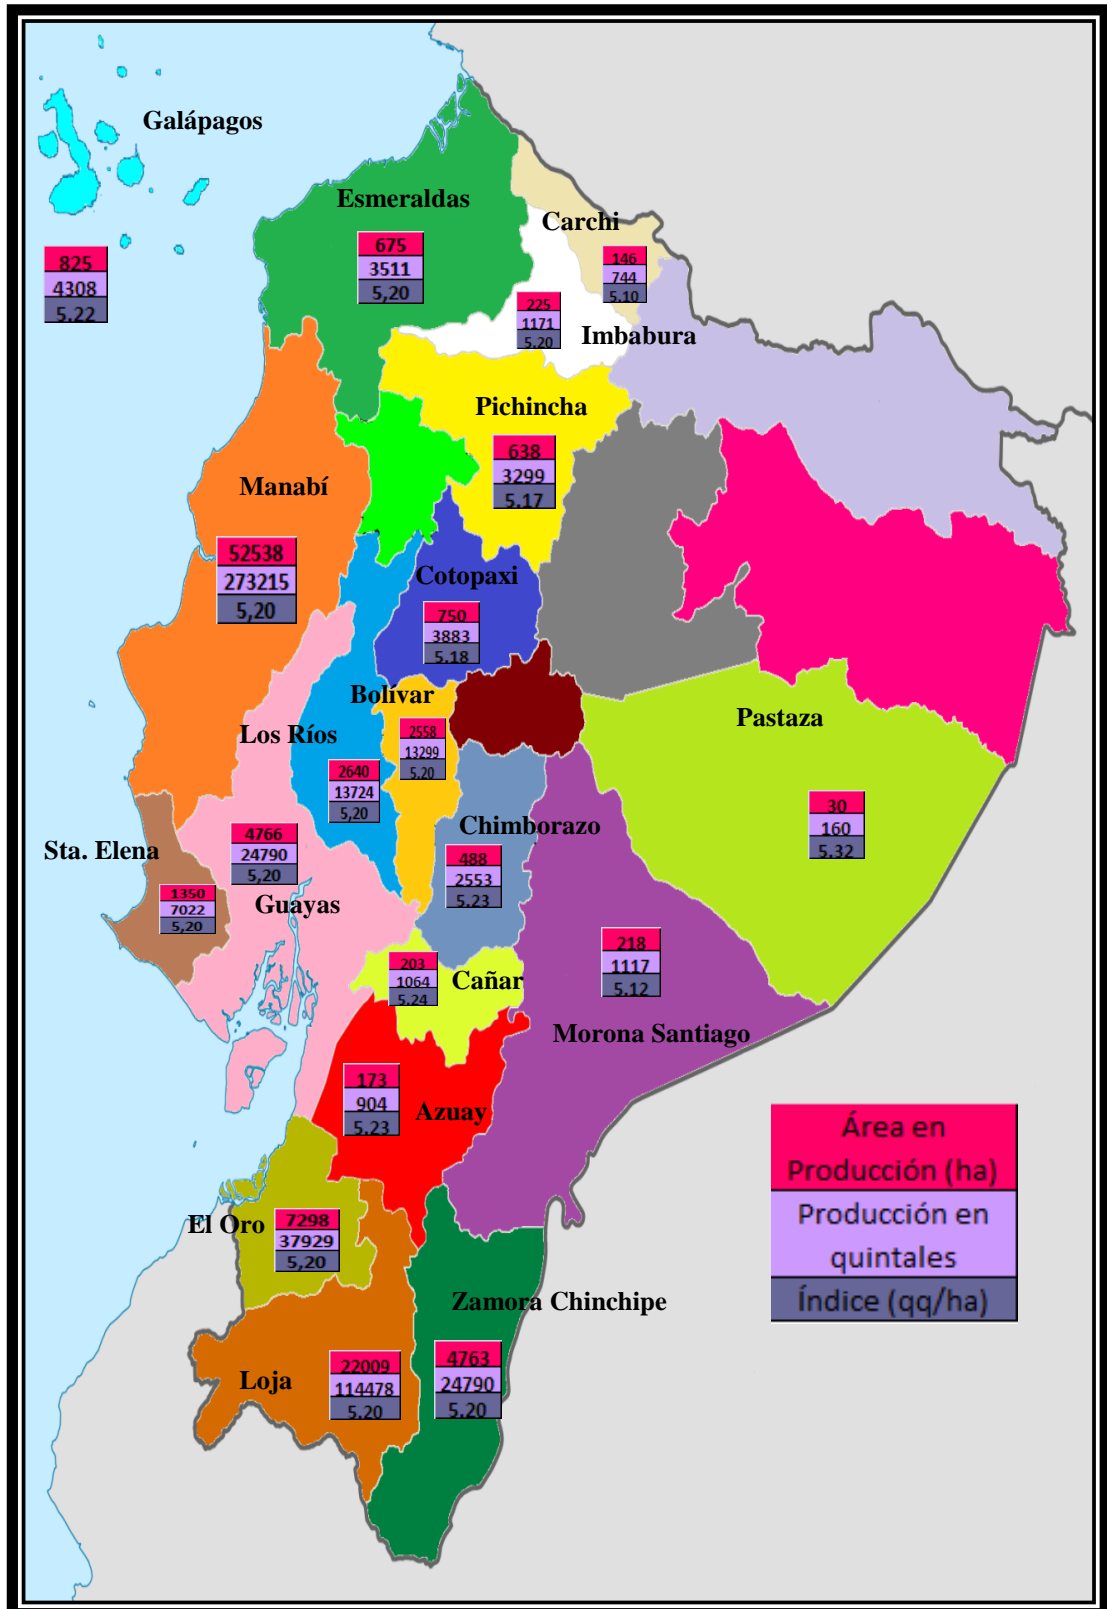 Galápagos
825
4308
5.22
Esmeraldas
675
3511
5,20
Carchi
146
744
5.10
225
1171
5.20
Imbabura
Pichincha
638
3299
5.17
Manabí
52538
273215
5,20
Cotopaxi
750
3883
5.18
Bolívar
2558
13299
5.20
Los Ríos
2640
13724
5,20
Pastaza
30
160
5.32
Chimborazo
488
2553
5.23
Sta. Elena
1350
7022
5,20
4766
24790
5,20
Guayas
203
1064
5.24
Cañar
218
1117
5.12
Morona Santiago
173
904
5.23
Azuay
El Oro
7298
37929
5,20
Zamora Chinchipe
4763
24790
5.20
Loja
22009
114478
5.20
Área en
Producción (ha)
Producción en
quintales
Índice (qq/ha)